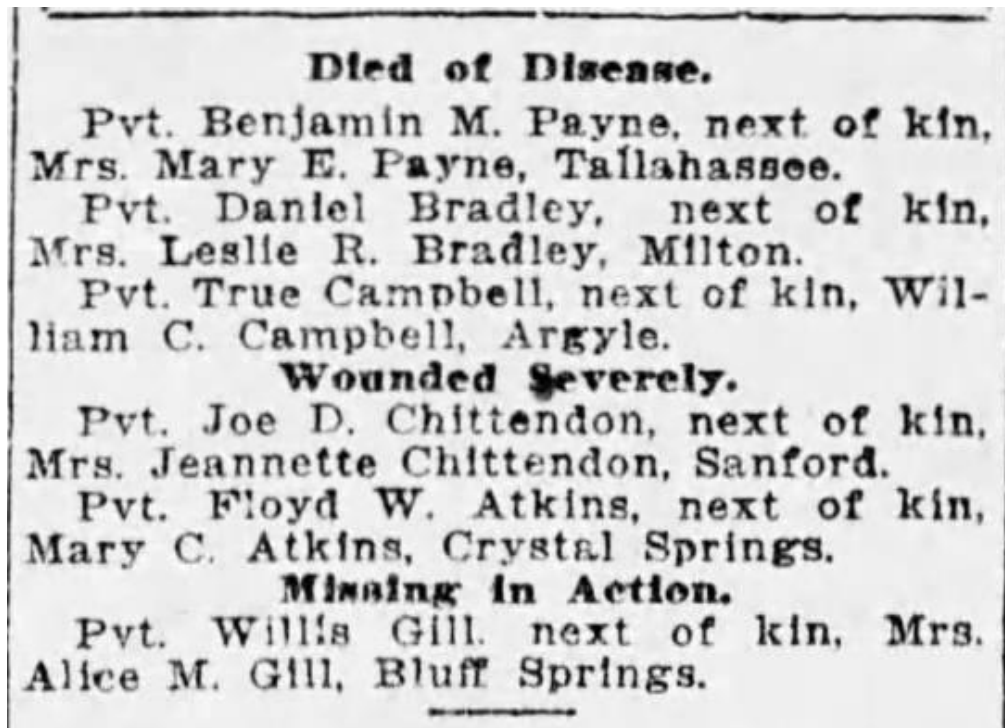 Died of Disease.
Pvt. Benjamin M. Payne, next of kin,
Mrs. Mary E. Payne, Tallahassee.
Pvt. Daniel Bradley, next of kin,
Mrs. Leslie R. Bradley, Milton.
Pvt. True Campbell, next of kin, Wil-
liam C. Campbell, Argyle.
Wounded Severely.
Pvt. Joe D. Chittendon, next of kin,
Mrs. Jeannette Chittendon, Sanford.
Pvt. Floyd W. Atkins, next of kin,
Mary C. Atkins, Crystal Springs.
Missing in Action.
Pvt. Willis Gill, next of kin, Mrs.
Alice M. Gill, Bluff Springs.